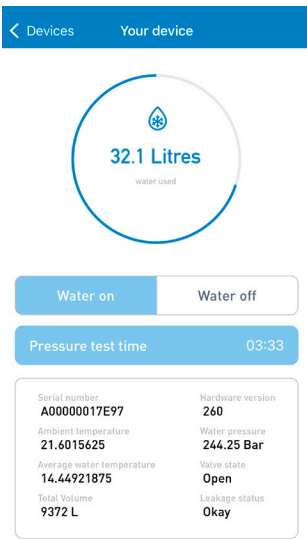 Devices Your device
32.1 Litres
water used
Water on Water off
Pressure test time 03:33
Serial number Hardware version
A00000017E97 260
Ambient temperature Water pressure
21.6015625 244.25 Bar
Average water temperature Valve state
14.44921875 Open
Total Volume Leakage status
9372 L Okay